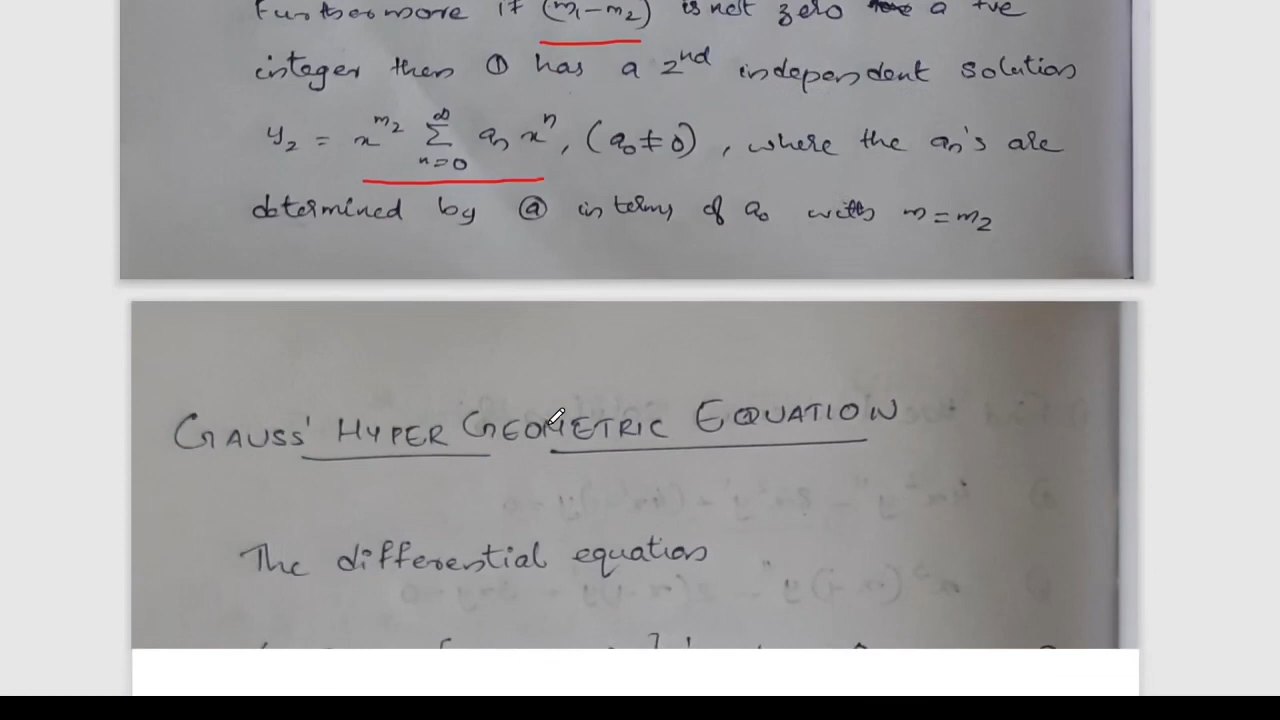 Furthermore if (m₁-m₂) is not zero a +ve
integer then ① has a 2nd independent solution
y₂ = x^m₂ ∑_{n=0}^{∞} aₙ xⁿ, (a₀≠0), where the aₙ's are
determined by ⓐ in terms of a₀ with m=m₂
GAUSS' HYPER GEOMETRIC EQUATION
The differential equation